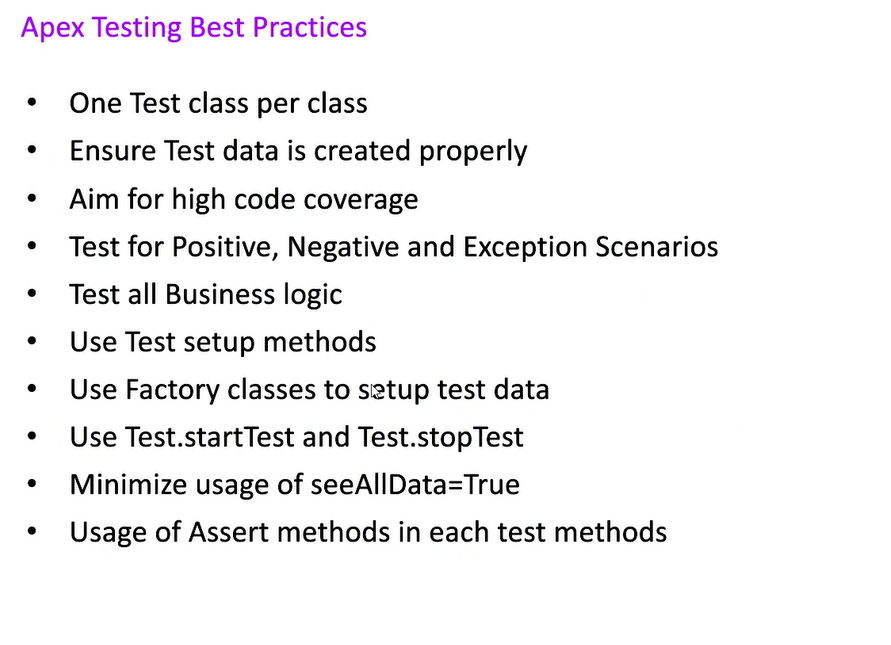 Apex Testing Best Practices
• One Test class per class
• Ensure Test data is created properly
• Aim for high code coverage
• Test for Positive, Negative and Exception Scenarios
• Test all Business logic
• Use Test setup methods
• Use Factory classes to setup test data
• Use Test.startTest and Test.stopTest
• Minimize usage of seeAllData=True
• Usage of Assert methods in each test methods